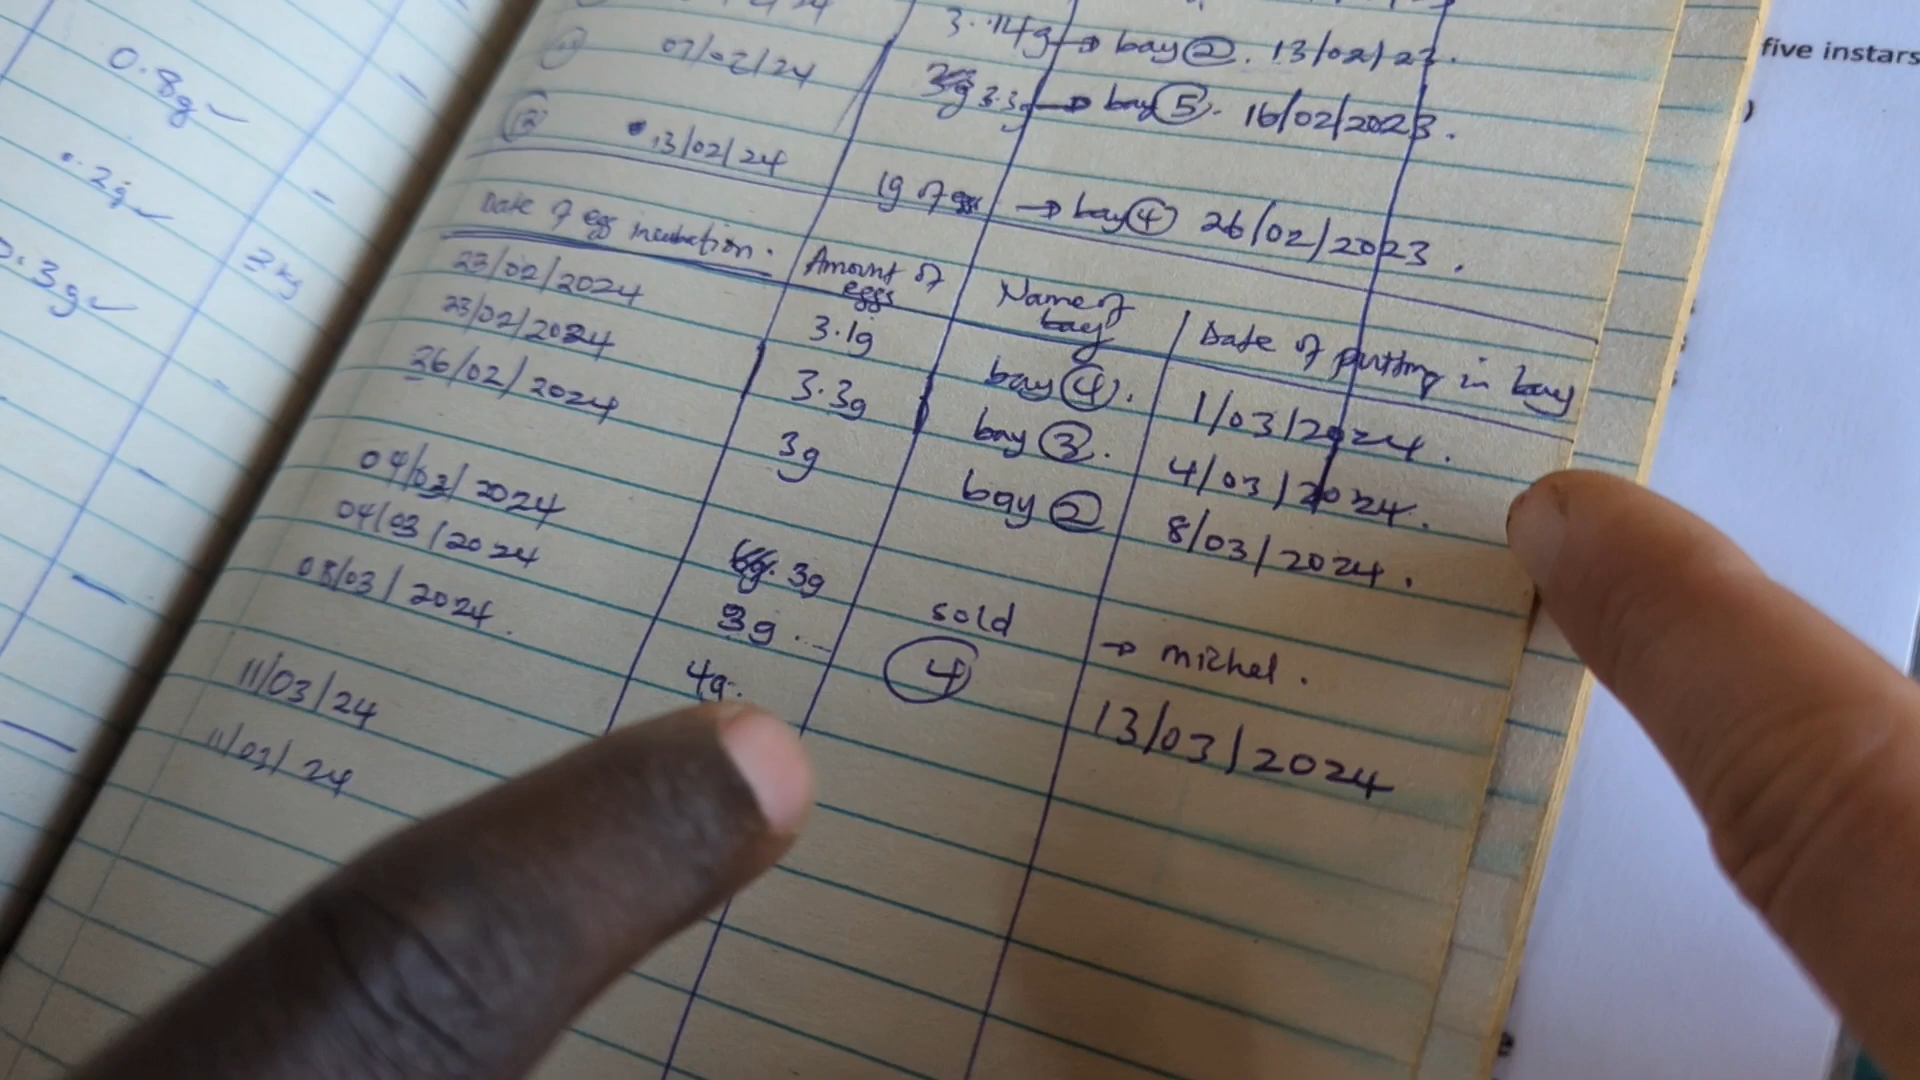 3.14g → bay ②. 13/02/23.
07/02/24 3.3g → bay ⑤. 16/02/2023.
⑫ 13/02/24 1g of eggs → bay ④ 26/02/2023.
Date of egg incubation. Amount of eggs Name of bay Date of putting in bay
23/02/2024 3.1g bay ④. 1/03/2024.
23/02/2024 3.3g bay ③. 4/03/2024.
26/02/2024 3g bay ② 8/03/2024.
04/03/2024 3g sold → michel.
04/03/2024 3g. ④ 13/03/2024
08/03/2024. 4g.
11/03/24
11/03/24
0.8g
.2g
0.3g
five instars